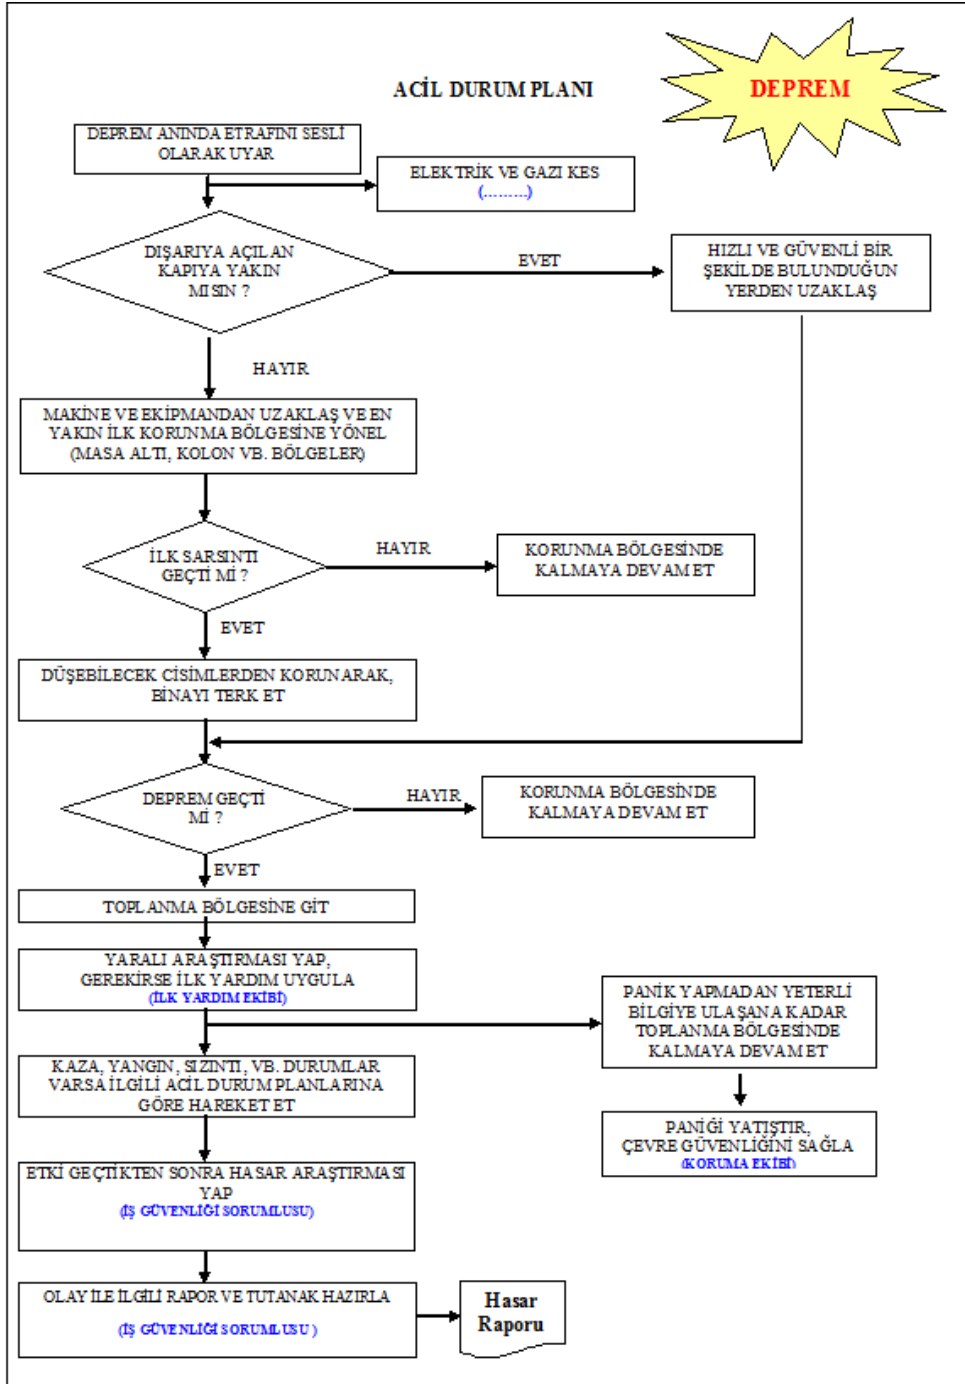 ACİL DURUM PLANI
DEPREM
DEPREM ANINDA ETRAFINI SESLİ
OLARAK UYAR
ELEKTRİK VE GAZI KES
(.........)
DIŞARIYA AÇILAN
KAPIYA YAKIN
MISIN ?
EVET
HIZLI VE GÜVENLİ BİR
ŞEKİLDE BULUNDUĞUN
YERDEN UZAKLAŞ
HAYIR
MAKİNE VE EKİPMANDAN UZAKLAŞ VE EN
YAKIN İLK KORUNMA BÖLGESİNE YÖNEL
(MASA ALTI, KOLON VB. BÖLGELER)
İLK SARSINTI
GEÇTİ Mİ ?
HAYIR
KORUNMA BÖLGESİNDE
KALMAYA DEVAM ET
EVET
DÜŞEBİLECEK CİSİMLERDEN KORUNARAK,
BİNAYI TERK ET
DEPREM GEÇTİ
Mİ ?
HAYIR
KORUNMA BÖLGESİNDE
KALMAYA DEVAM ET
EVET
TOPLANMA BÖLGESİNE GİT
YARALI ARAŞTIRMASI YAP,
GEREKİRSE İLK YARDIM UYGULA
(İLK YARDIM EKİBİ)
PANİK YAPMADAN YETERLİ
BİLGİYE ULAŞANA KADAR
TOPLANMA BÖLGESİNDE
KALMAYA DEVAM ET
KAZA, YANGIN, SIZINTI, VB. DURUMLAR
VARSA İLGİLİ ACİL DURUM PLANLARINA
GÖRE HAREKET ET
PANİĞİ YATIŞTIR,
ÇEVRE GÜVENLİĞİNİ SAĞLA
(KORUMA EKİBİ)
ETKİ GEÇTİKTEN SONRA HASAR ARAŞTIRMASI
YAP
(İŞ GÜVENLİĞİ SORUMLUSU)
OLAY İLE İLGİLİ RAPOR VE TUTANAK HAZIRLA
(İŞ GÜVENLİĞİ SORUMLUSU )
Hasar
Raporu